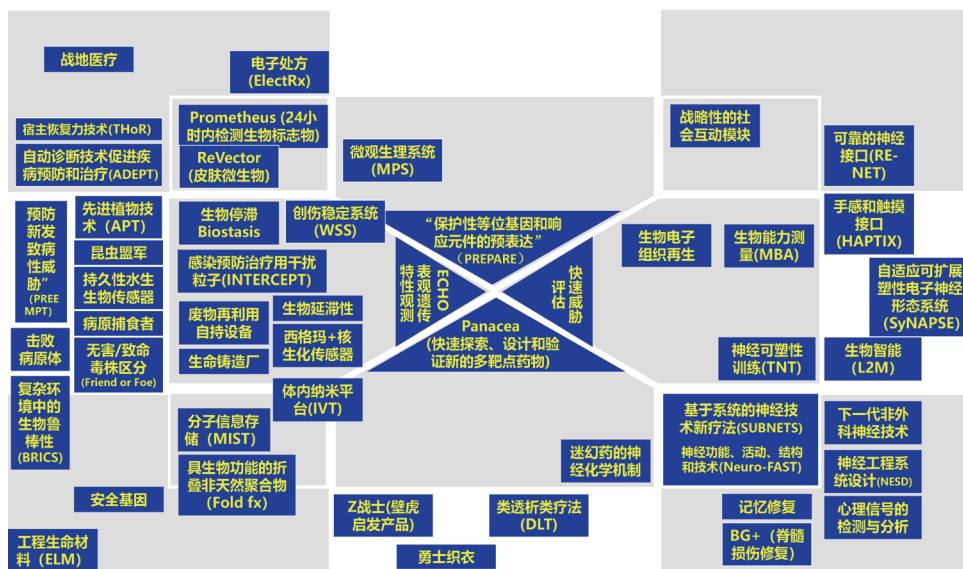 战地医疗
电子处方
(ElectRx)
宿主恢复力技术(THoR)
自动诊断技术促进疾
病预防和治疗(ADEPT)
Prometheus (24小
时内检测生物标志物)
ReVector
(皮肤微生物)
微观生理系统
(MPS)
战略性的社
会互动模块
可靠的神经
接口(RE-
NET)
预防
新发
致病
性威
胁”
(PREE
MPT)
先进植物技
术（APT)
昆虫盟军
持久性水生
生物传感器
病原捕食者
无害/致命
毒株区分
(Friend or Foe)
击败
病原体
复杂环
境中的
生物鲁
棒性
(BRICS)
生物停滞
Biostasis
创伤稳定系统
(WSS)
感染预防治疗用干扰
粒子(INTERCEPT)
废物再利用
自持设备
生物延滞性
西格玛+核
生化传感器
生命铸造厂
“保护性等位基因和响
应元件的预表达”
(PREPARE)
表观遗传
特性观测
ECHO
快速威胁
评估
Panacea
(快速探索、设计和验
证新的多靶点药物)
生物电子
组织再生
生物能力测
量(MBA)
手感和触摸
接口
(HAPTIX)
自适应可扩展
塑性电子神经
形态系统
(SyNAPSE)
神经可塑性
训练(TNT)
生物智能
(L2M)
体内纳米平
台(IVT)
分子信息存
储（MIST)
具生物功能的折
叠非天然聚合物
(Fold fx)
安全基因
工程生命材
料（ELM)
迷幻药的神
经化学机制
Z战士(壁虎
启发产品)
类透析类疗法
(DLT)
勇士织衣
基于系统的神经技
术新疗法(SUBNETS)
神经功能、活动、结构
和技术(Neuro-FAST)
下一代非外
科神经技术
神经工程系
统设计(NESD)
记忆修复
BG+（脊髓
损伤修复）
心理信号的
检测与分析